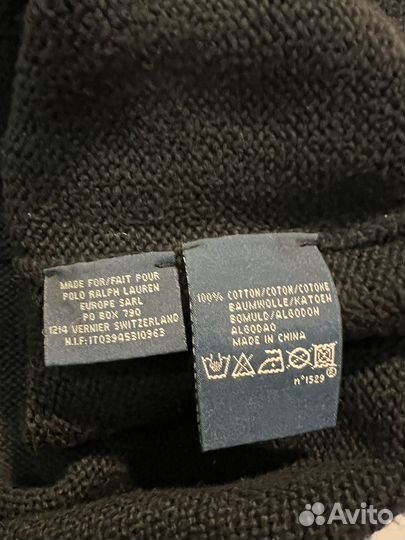 MADE FOR/FAIT POUR
POLO RALPH LAUREN
EUROPE SARL
PO BOX 790
1214 VERNIER SWITZERLAND
N.I.F.:IT03945310963
100% COTTON/COTON/COTONE
BAUMWOLLE/KATOEN
BOMULD/ALGODON
ALGODAO
MADE IN CHINA
n°1529 ®
Avito